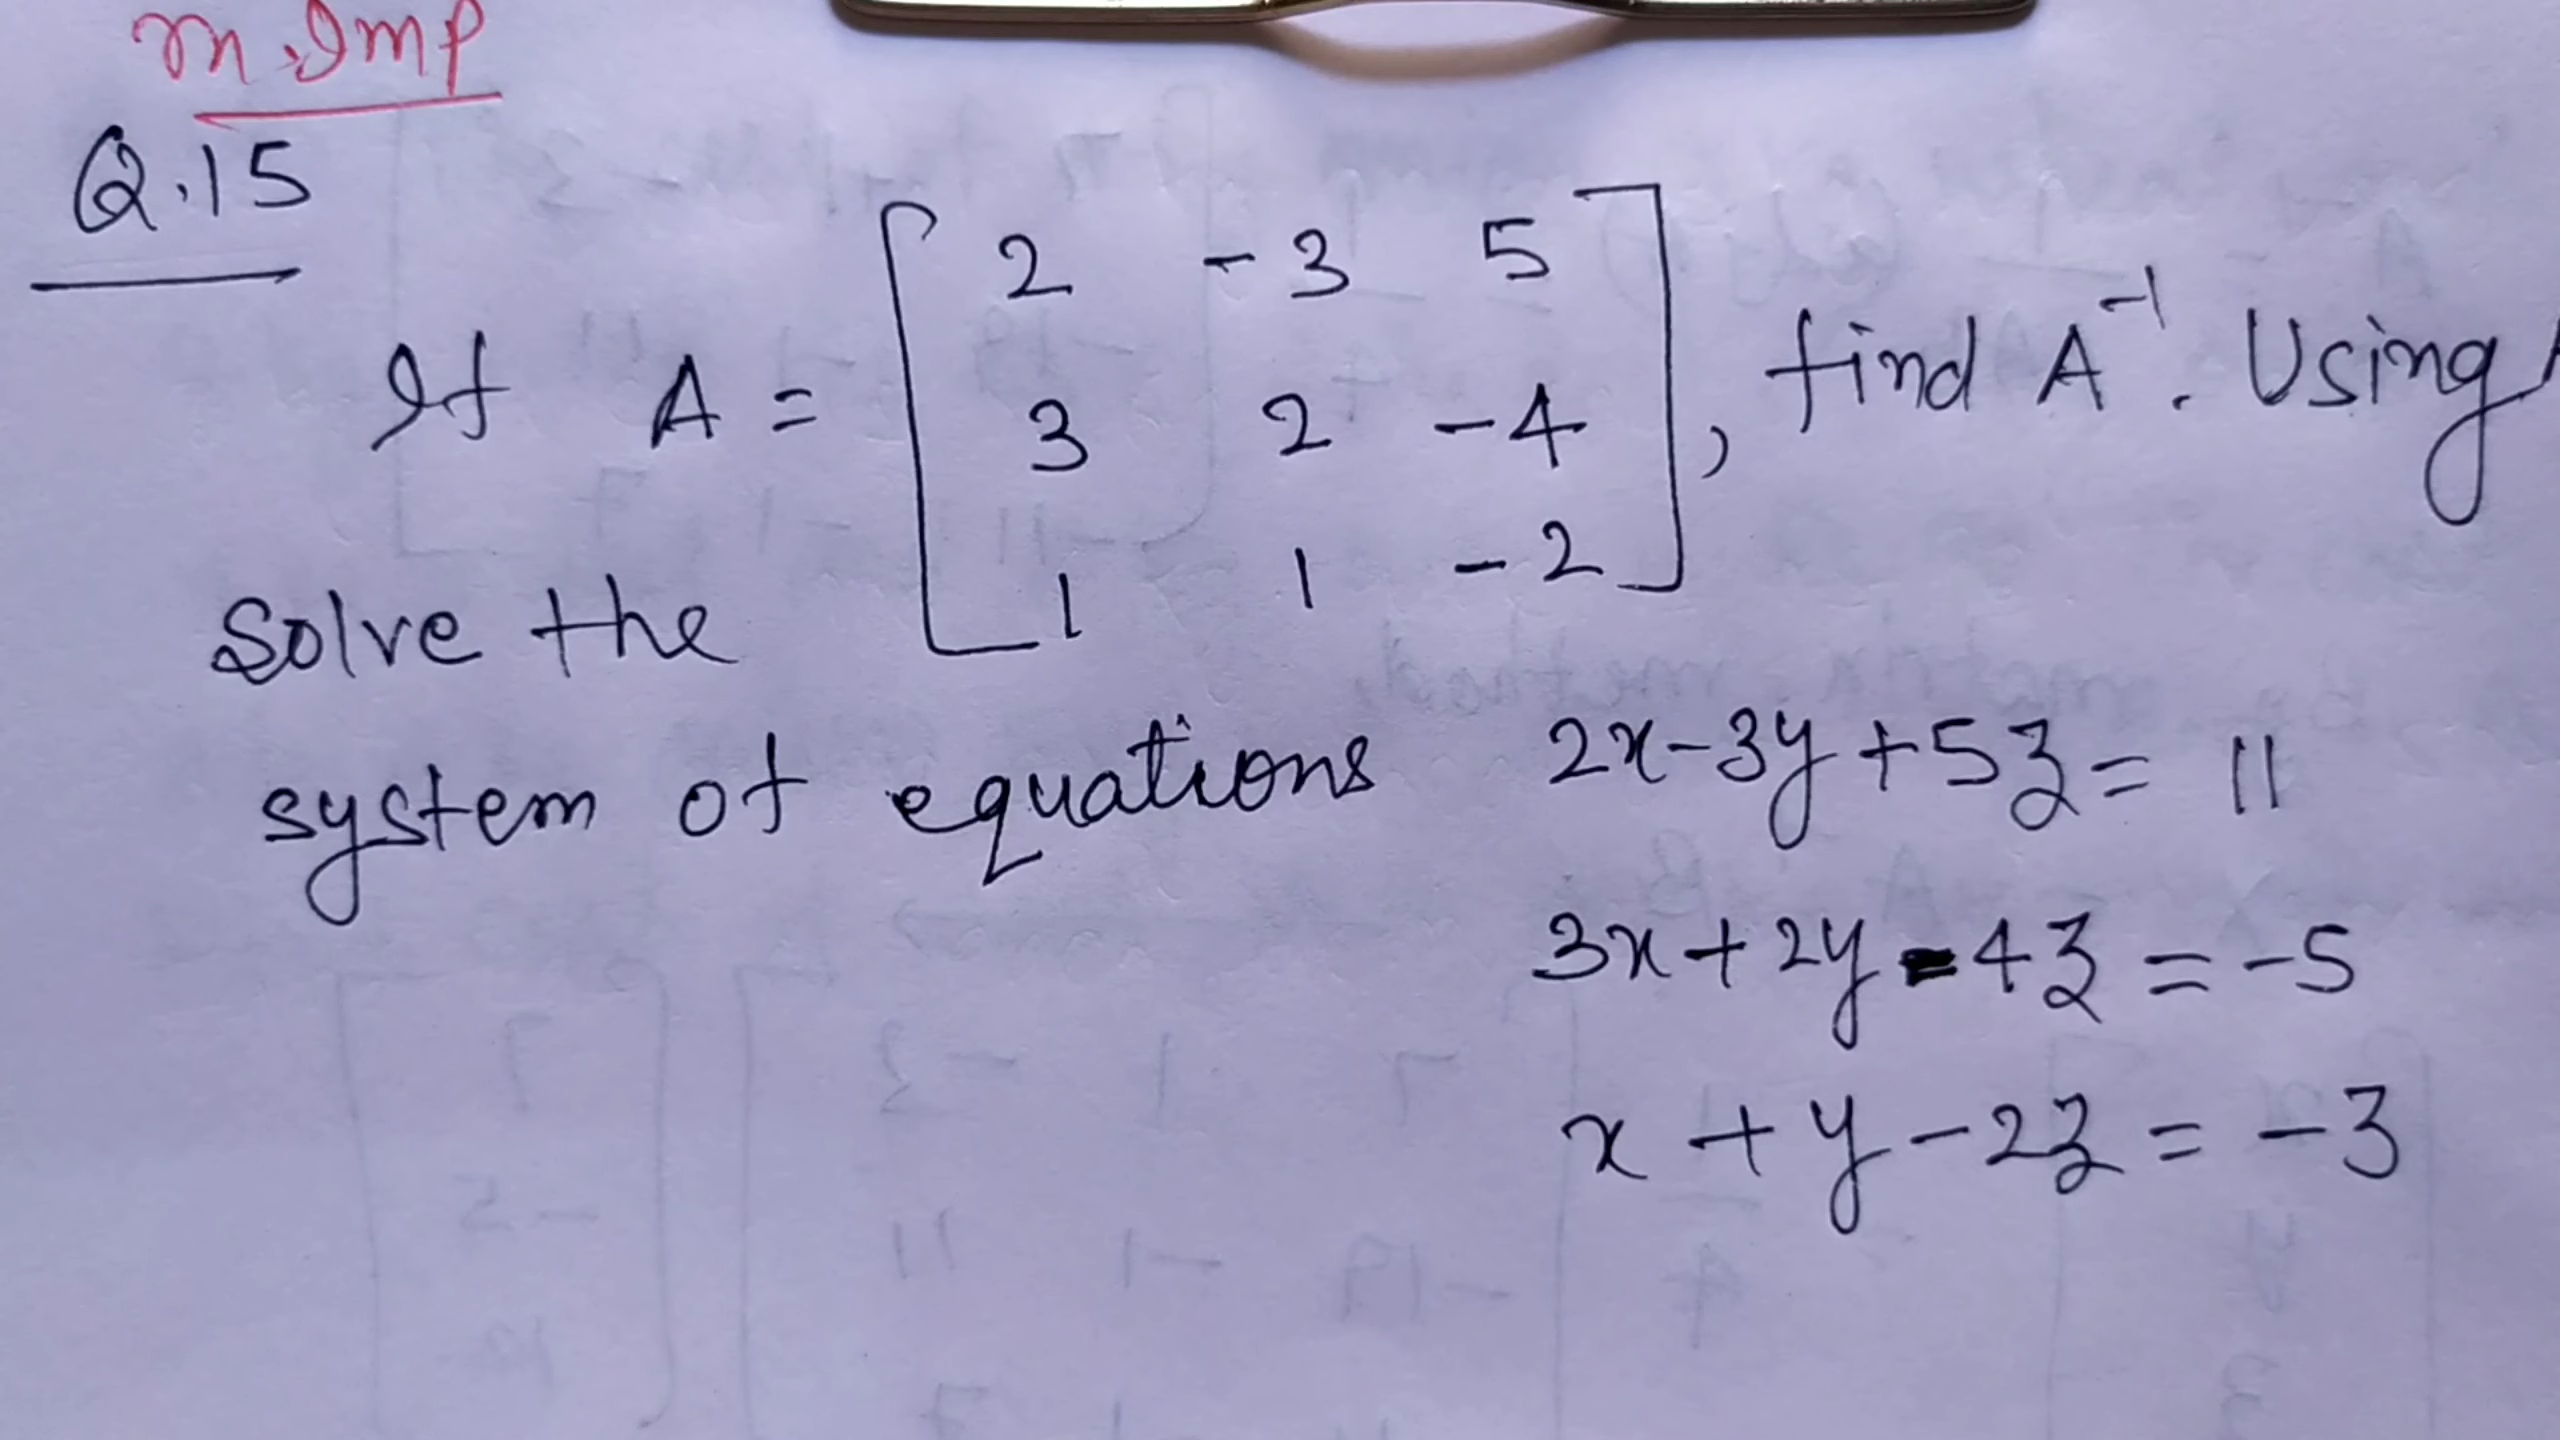 m.Imp
Q.15
If A = [ 2 -3 5
3 2 -4
1 1 -2 ], find A⁻¹. Using
solve the
system of equations 2x-3y+5z = 11
3x+2y-4z = -5
x+y-2z = -3